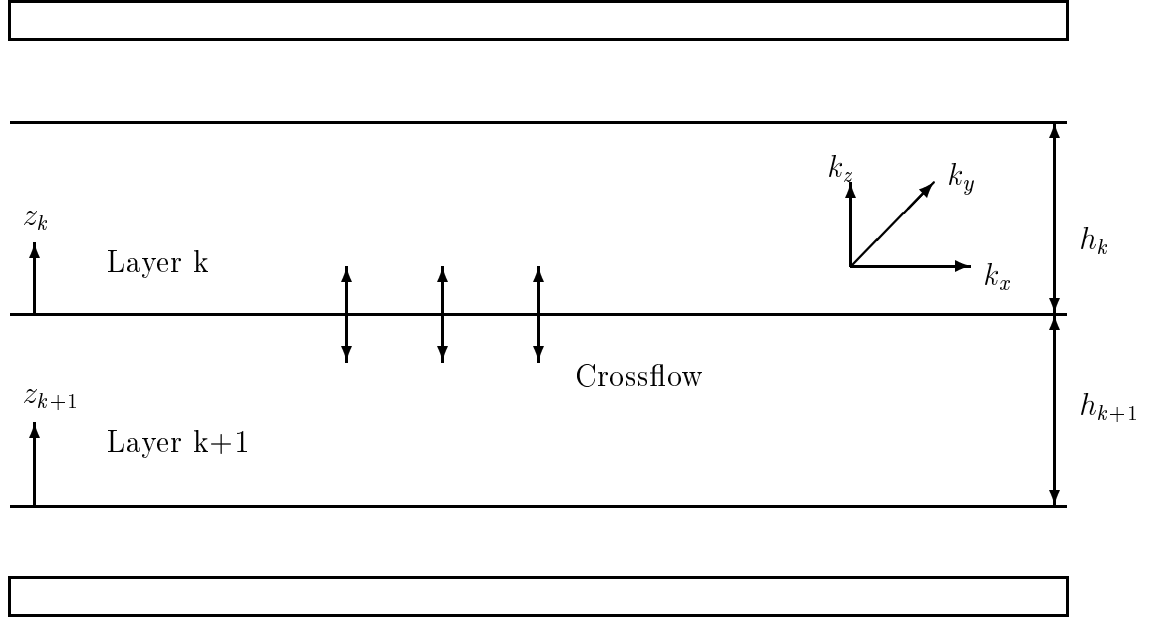 k_z
k_y
z_k
h_k
Layer k
k_x
Crossflow
z_{k+1}
h_{k+1}
Layer k+1